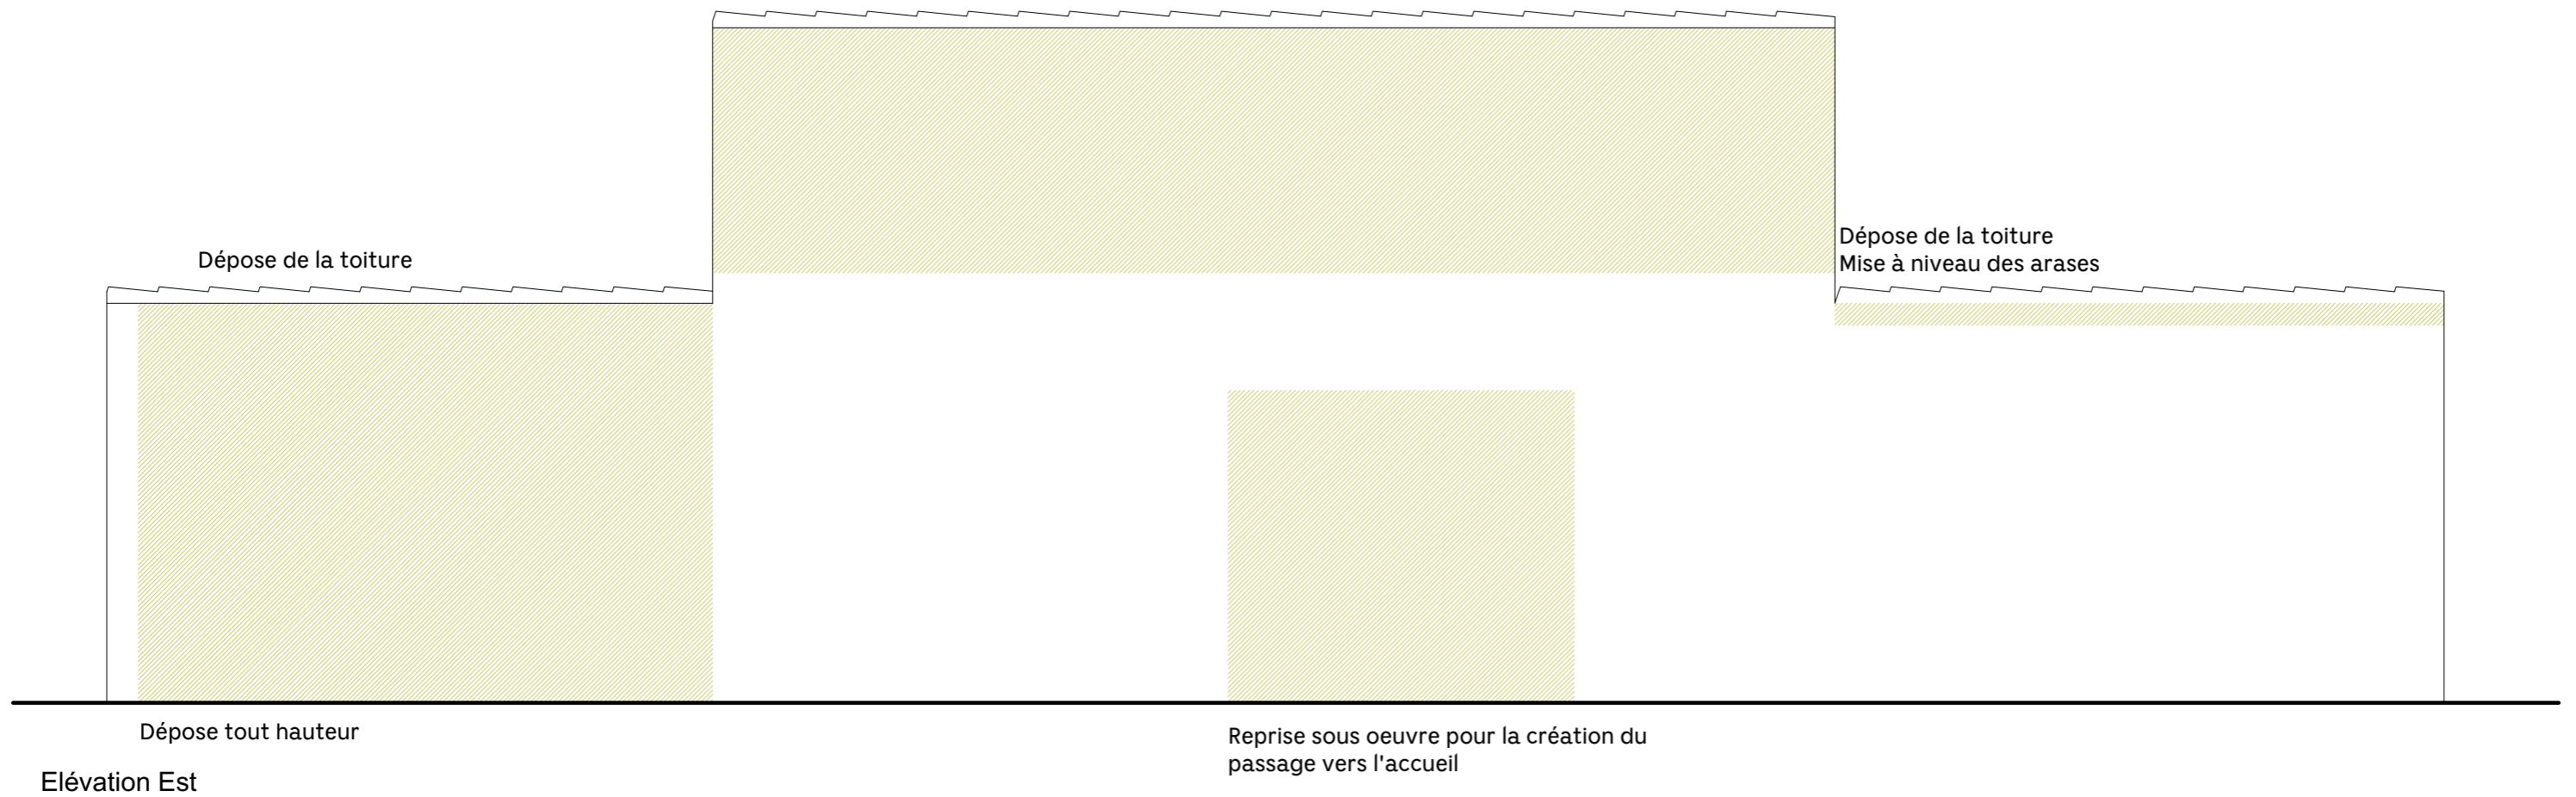 Dépose de la toiture
Dépose de la toiture
Mise à niveau des arases
Dépose tout hauteur
Reprise sous oeuvre pour la création du
passage vers l'accueil
Elévation Est